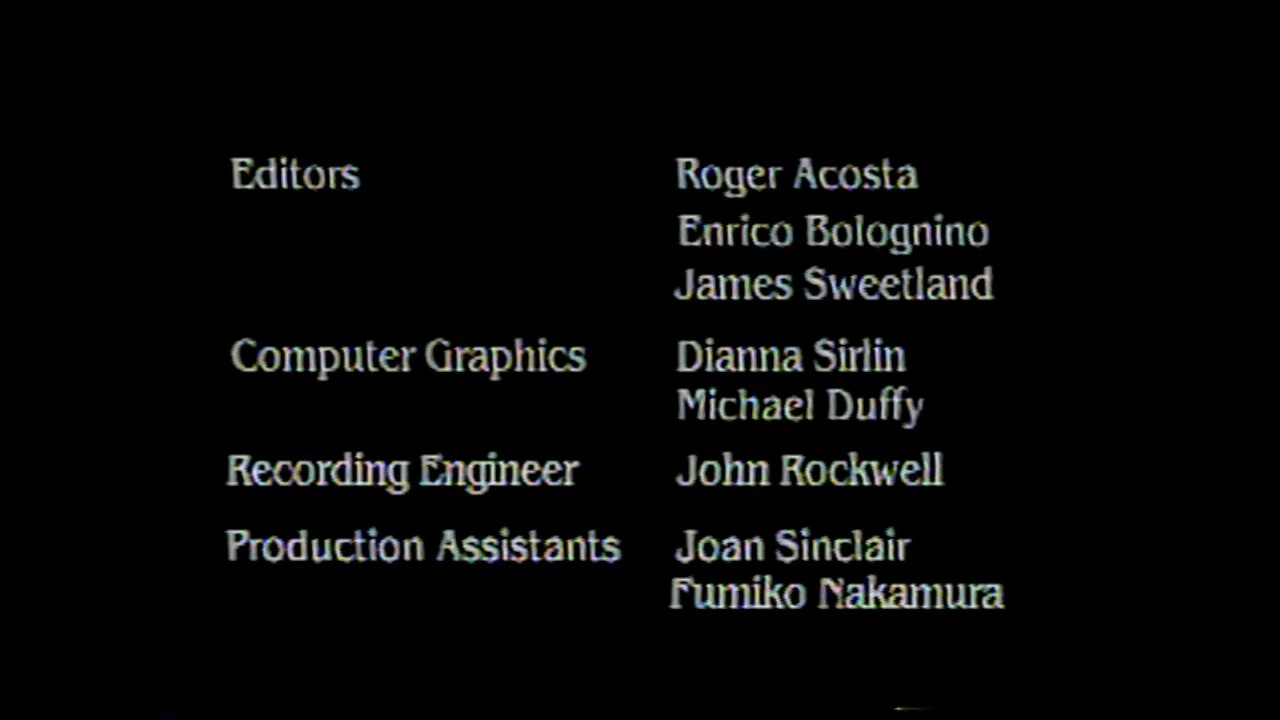 Editors Roger Acosta
Enrico Bolognino
James Sweetland
Computer Graphics Dianna Sirlin
Michael Duffy
Recording Engineer John Rockwell
Production Assistants Joan Sinclair
Fumiko Nakamura